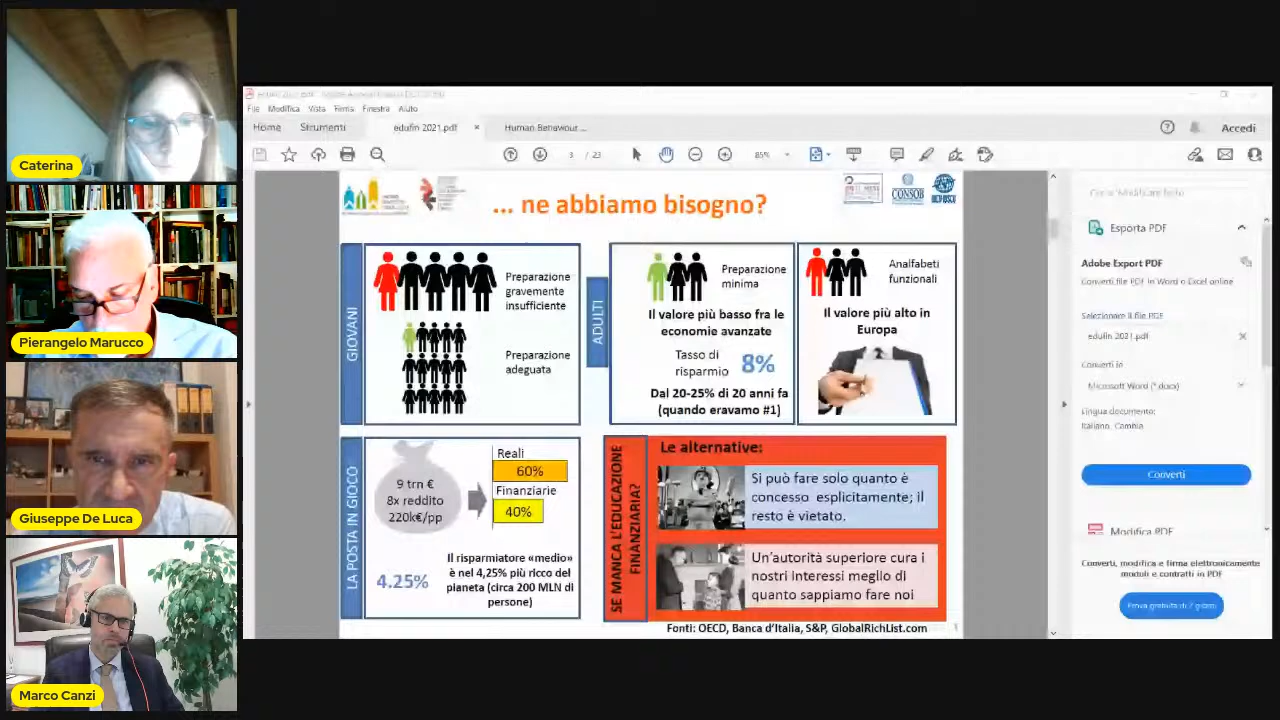 Caterina
Pierangelo Marucco
Giuseppe De Luca
Marco Canzi
File Modifica Vista Firma Finestra Aiuto
Home Strumenti edufin 2021.pdf × Human Behaviour ... Accedi
3 / 23 85%
... ne abbiamo bisogno?
CONSOB
GIOVANI
Preparazione
gravemente
insufficiente
Preparazione
adeguata
ADULTI
Preparazione
minima
Il valore più basso fra le
economie avanzate
Tasso di
risparmio 8%
Dal 20-25% di 20 anni fa
(quando eravamo #1)
Analfabeti
funzionali
Il valore più alto in
Europa
LA POSTA IN GIOCO
9 trn €
8x reddito
220k€/pp
Reali
60%
Finanziarie
40%
4.25%
Il risparmiatore «medio»
è nel 4,25% più ricco del
pianeta (circa 200 MLN di
persone)
SE MANCA L'EDUCAZIONE
FINANZIARIA?
Le alternative:
Si può fare solo quanto è
concesso esplicitamente; il
resto è vietato.
Un'autorità superiore cura i
nostri interessi meglio di
quanto sappiamo fare noi
Fonti: OECD, Banca d'Italia, S&P, GlobalRichList.com
Esporta PDF
Adobe Export PDF
Converti file PDF in Word o Excel online
Selezionare il file PDF
edufin 2021.pdf ×
Converti in
Microsoft Word (*.docx)
Lingua documento:
Italiano, Cambia
Converti
Modifica PDF
Converti, modifica e firma elettronicamente
moduli e contratti in PDF
Prova gratuita di 7 giorni